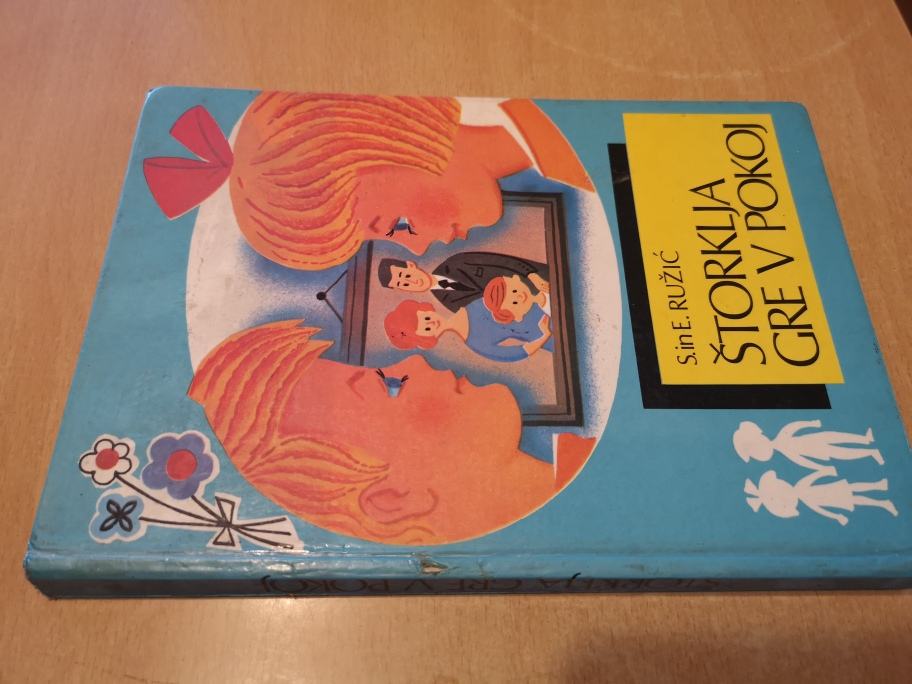 S. in E. RUŽIĆ
ŠTORKLJA
GRE V POKOJ
ŠTORKLJA GRE V POKOJ